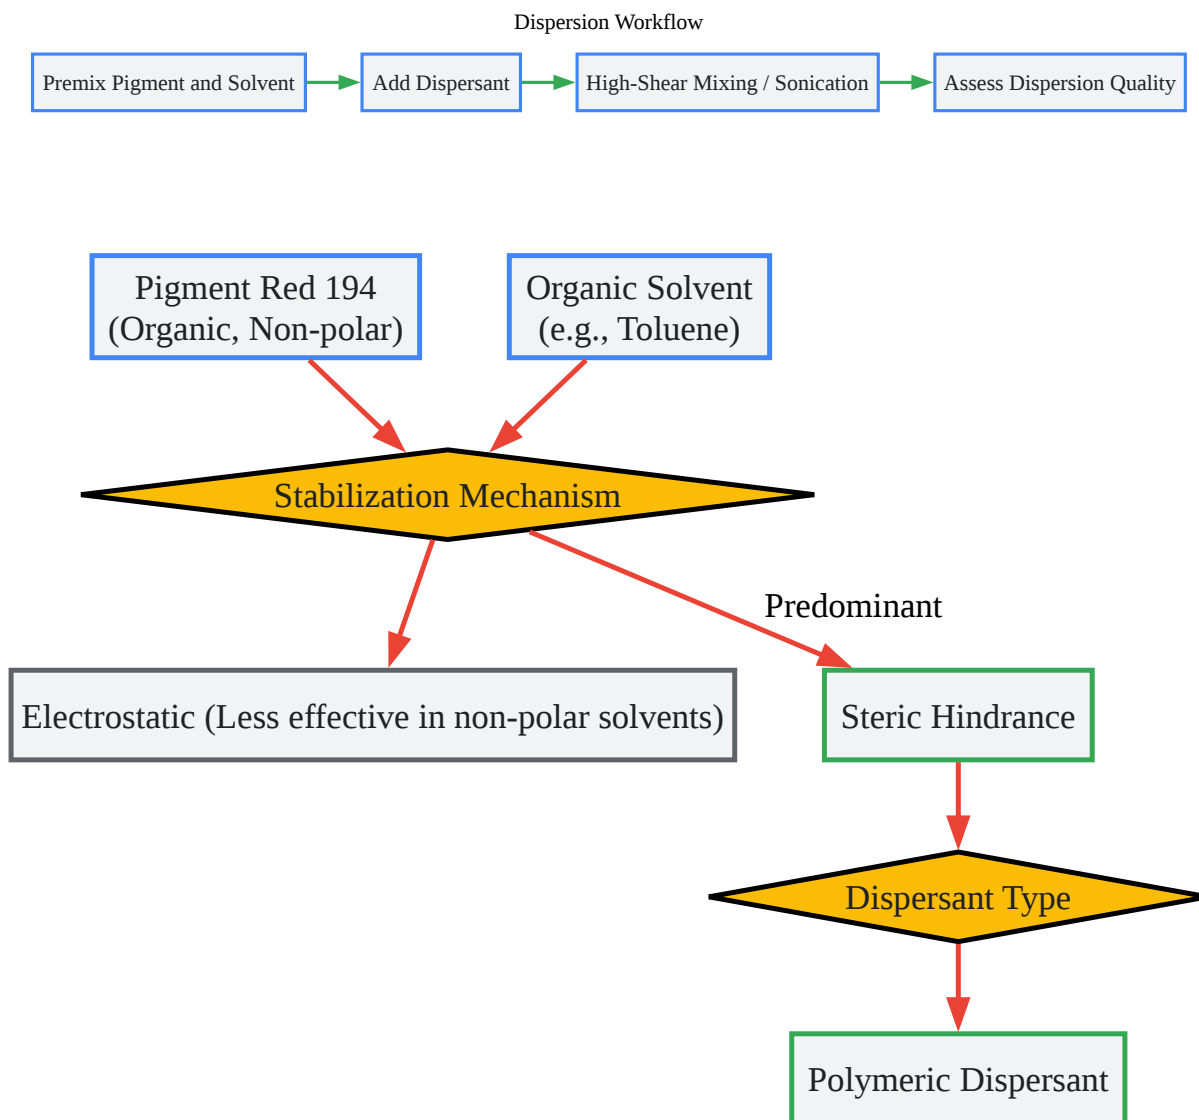 Dispersion Workflow
Premix Pigment and Solvent
Add Dispersant
High-Shear Mixing / Sonication
Assess Dispersion Quality
Pigment Red 194
(Organic, Non-polar)
Organic Solvent
(e.g., Toluene)
Stabilization Mechanism
Predominant
Electrostatic (Less effective in non-polar solvents)
Steric Hindrance
Dispersant Type
Polymeric Dispersant